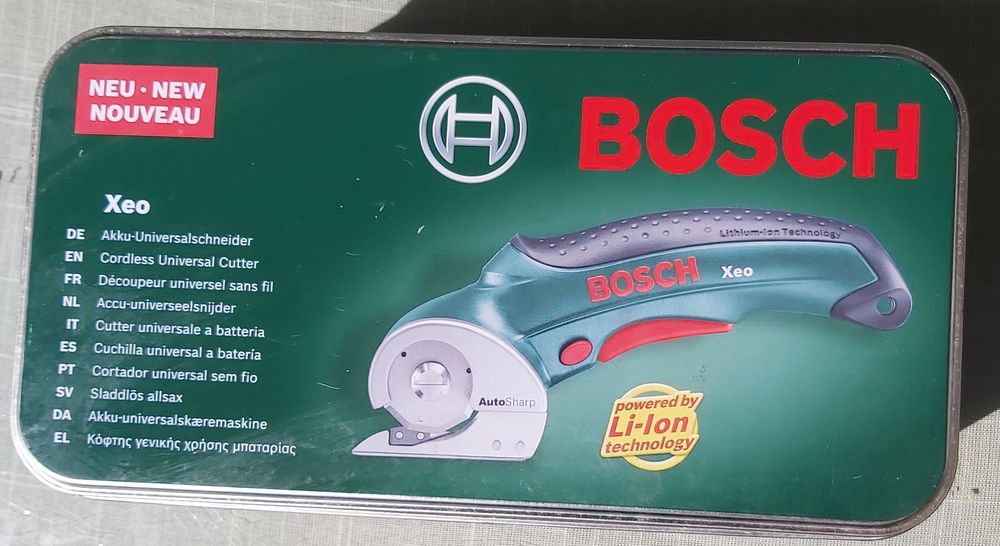 NEU · NEW
NOUVEAU
BOSCH
Xeo
DE Akku-Universalschneider
EN Cordless Universal Cutter
FR Découpeur universel sans fil
NL Accu-universeelsnijder
IT Cutter universale a batteria
ES Cuchilla universal a batería
PT Cortador universal sem fio
SV Sladdlös allsax
DA Akku-universalskæremaskine
EL Κόφτης γενικής χρήσης μπαταρίας
Lithium-Ion Technology
BOSCH Xeo
AutoSharp
powered by
Li-Ion
technology